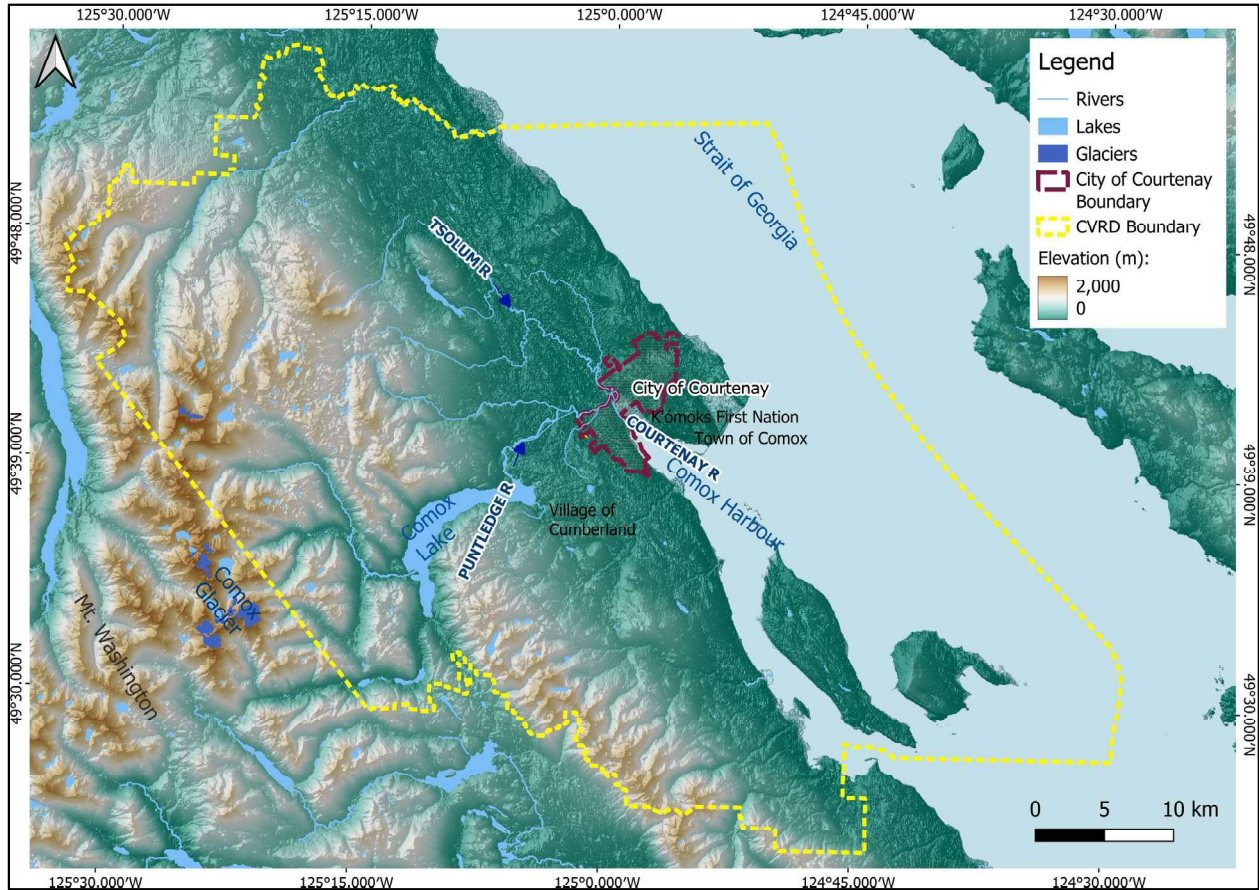 125°30.000'W 125°15.000'W 125°0.000'W 124°45.000'W 124°30.000'W
Legend
Rivers
Lakes
Glaciers
City of Courtenay
Boundary
CVRD Boundary
Elevation (m):
2,000
0
Strait of Georgia
49°48.000'N
49°48.000'N
TSOLUM R
City of Courtenay
K'ómoks First Nation
Town of Comox
COURTENAY R
Comox Harbour
49°39.000'N
49°39.000'N
PUNTLEDGE R
Village of
Cumberland
Comox
Lake
Comox
Glacier
Mt. Washington
49°30.000'N
49°30.000'N
0 5 10 km
125°30.000'W 125°15.000'W 125°0.000'W 124°45.000'W 124°30.000'W